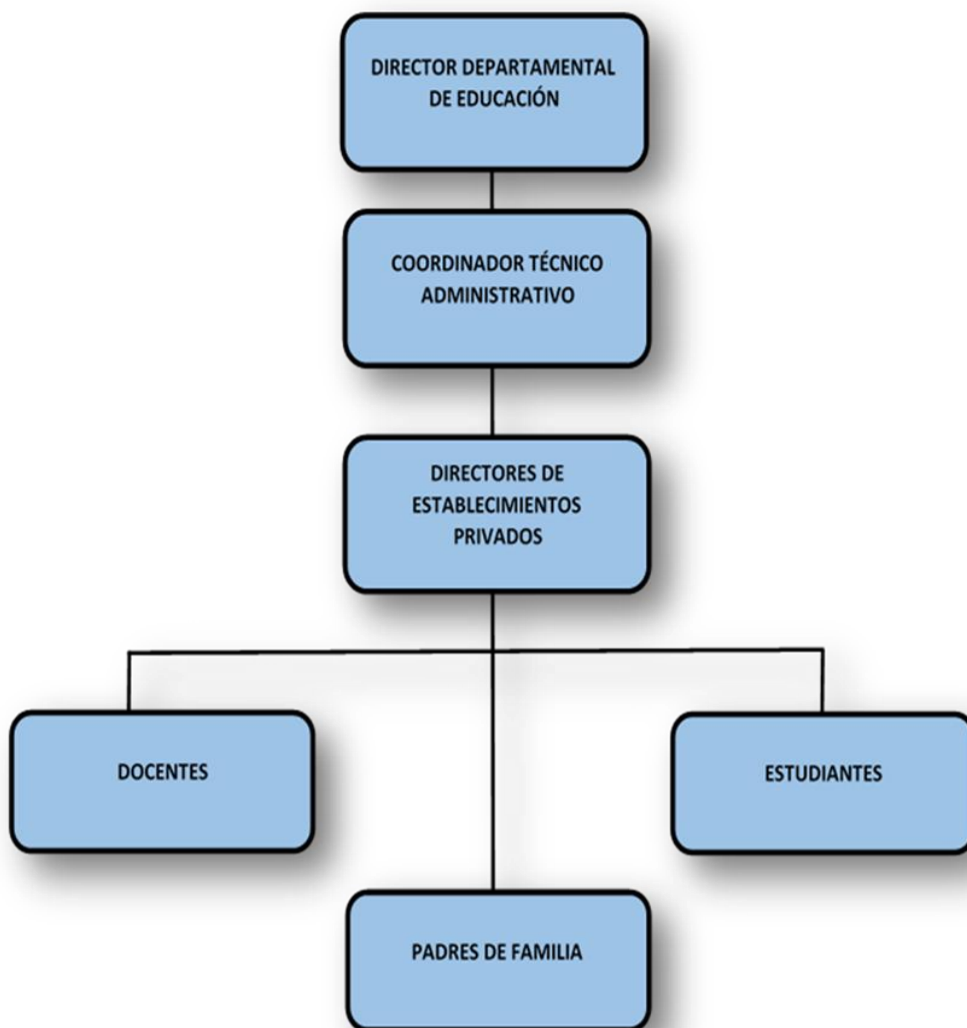 DIRECTOR DEPARTAMENTAL
DE EDUCACIÓN
COORDINADOR TÉCNICO
ADMINISTRATIVO
DIRECTORES DE
ESTABLECIMIENTOS
PRIVADOS
DOCENTES
ESTUDIANTES
PADRES DE FAMILIA